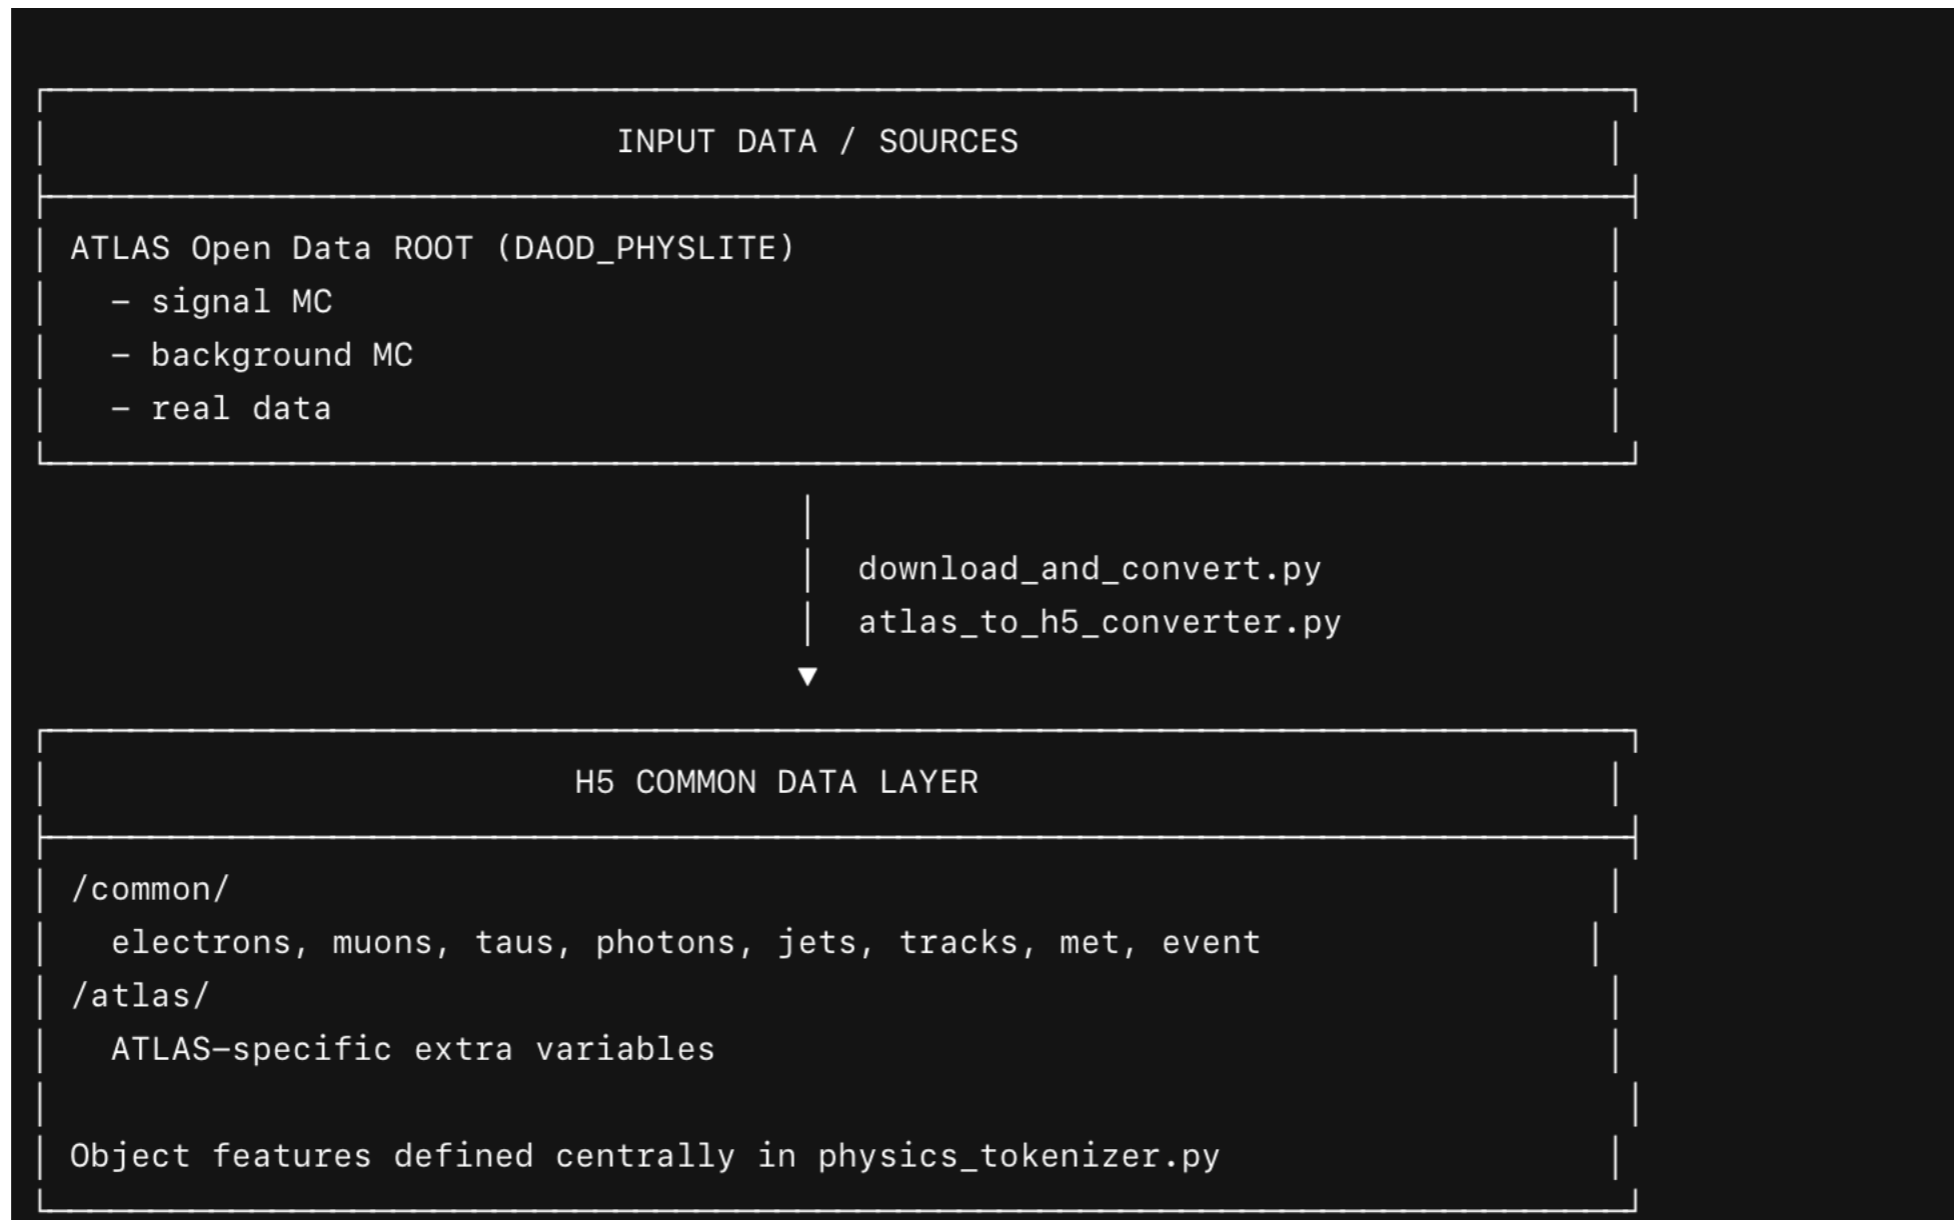 INPUT DATA / SOURCES
ATLAS Open Data ROOT (DAOD_PHYSLITE)
– signal MC
– background MC
– real data
download_and_convert.py
atlas_to_h5_converter.py
H5 COMMON DATA LAYER
/common/
electrons, muons, taus, photons, jets, tracks, met, event
/atlas/
ATLAS–specific extra variables
Object features defined centrally in physics_tokenizer.py